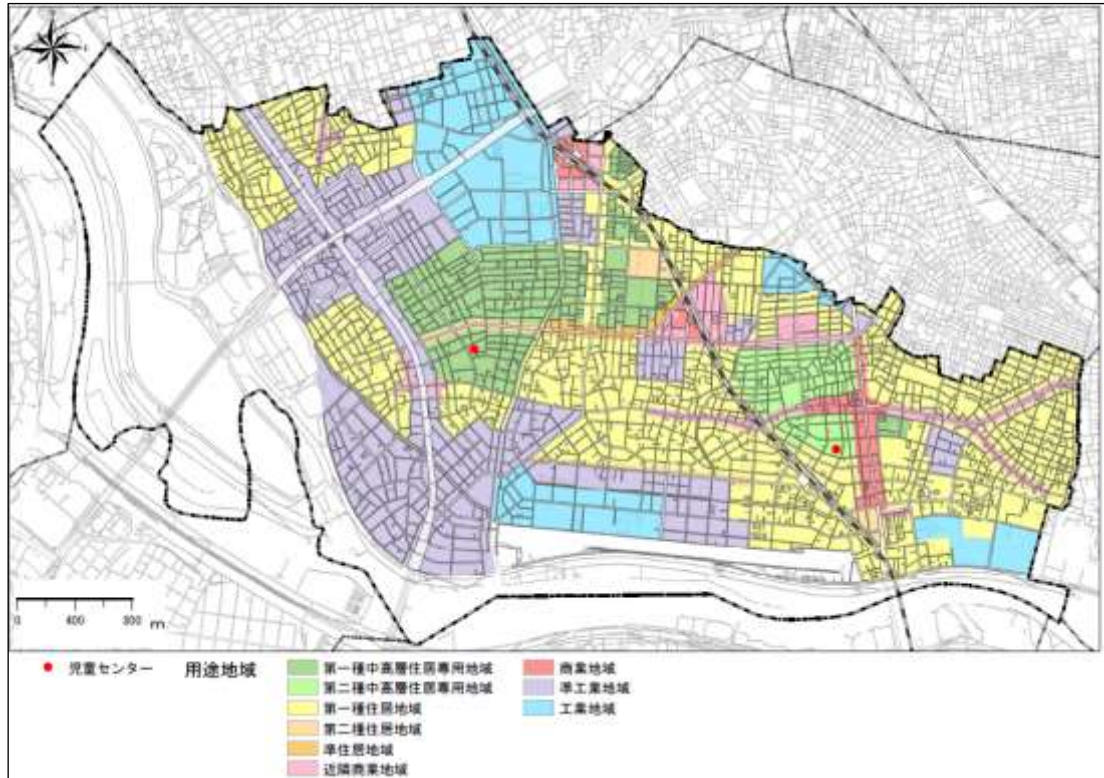 0 400 800 m
児童センター
用途地域
第一種中高層住居専用地域
第二種中高層住居専用地域
第一種住居地域
第二種住居地域
準住居地域
近隣商業地域
商業地域
準工業地域
工業地域